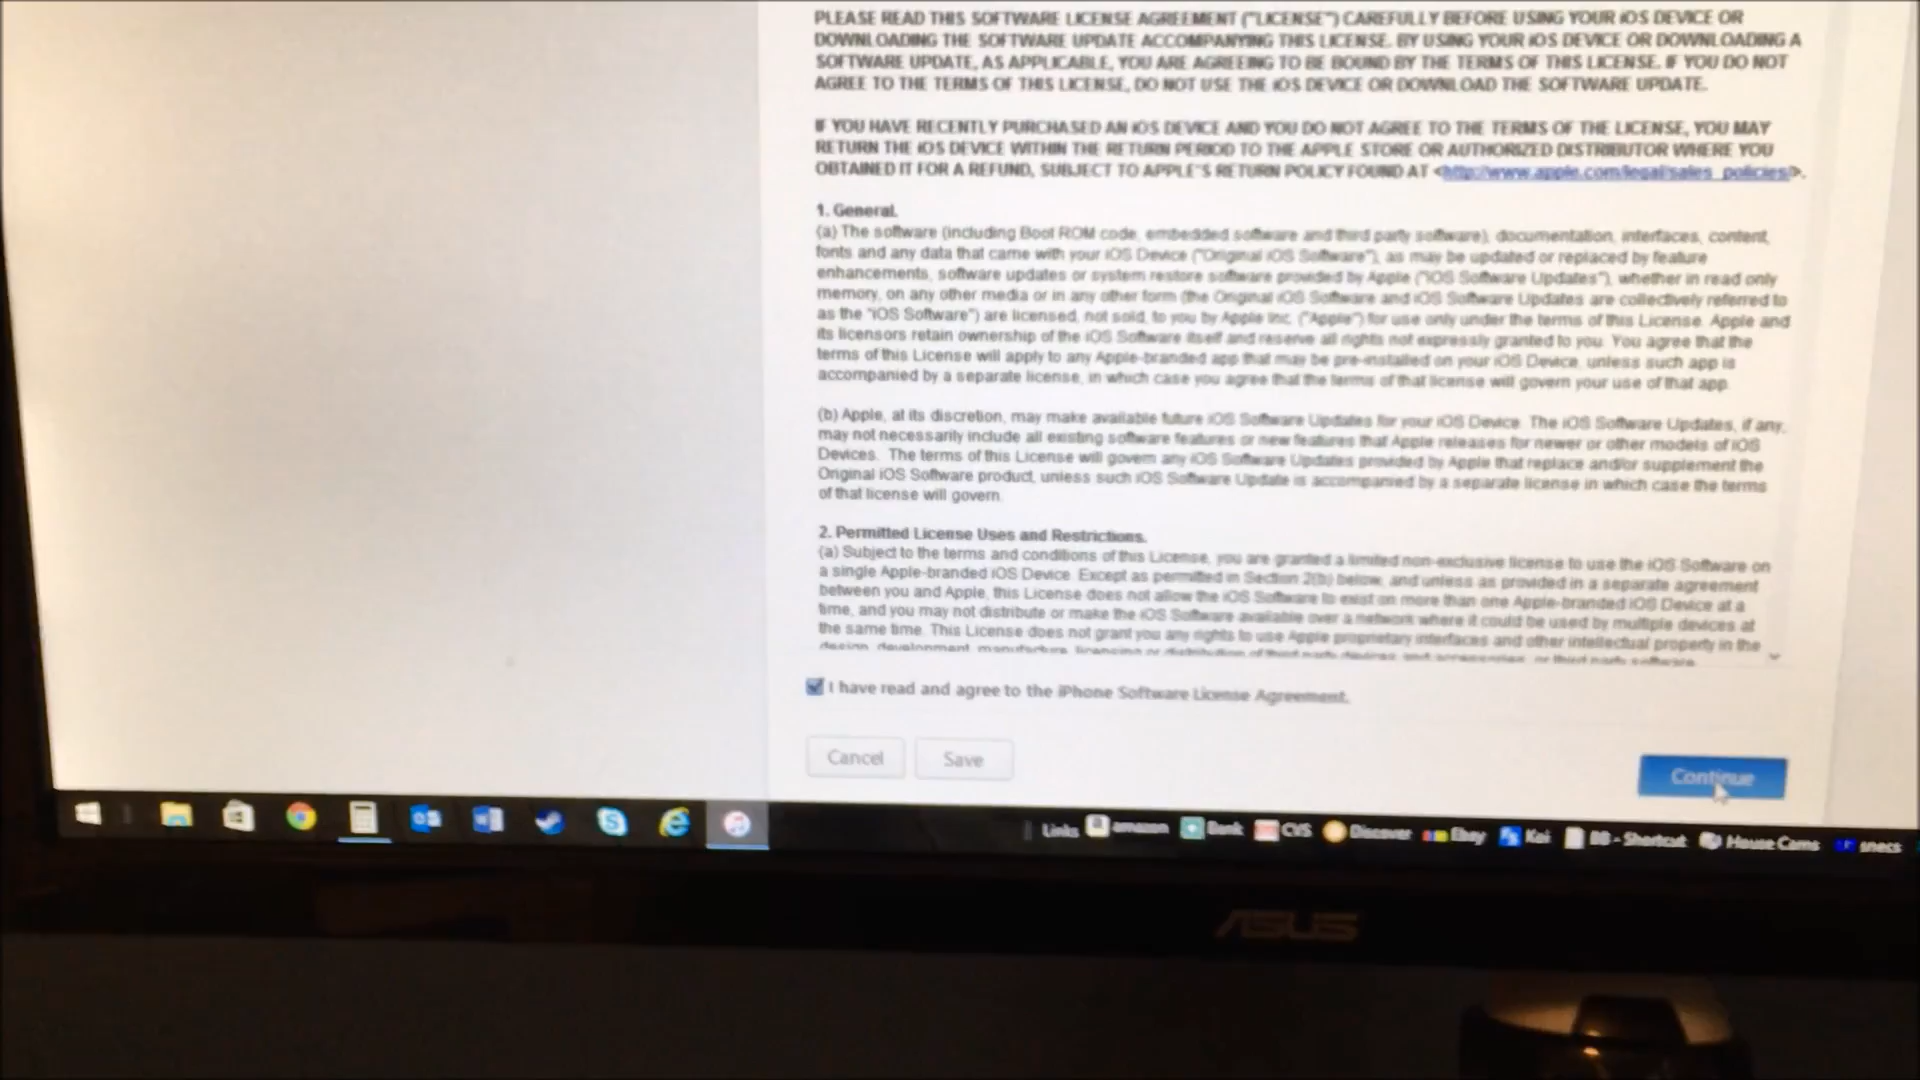 PLEASE READ THIS SOFTWARE LICENSE AGREEMENT ("LICENSE") CAREFULLY BEFORE USING YOUR iOS DEVICE OR
DOWNLOADING THE SOFTWARE UPDATE ACCOMPANYING THIS LICENSE. BY USING YOUR iOS DEVICE OR DOWNLOADING A
SOFTWARE UPDATE, AS APPLICABLE, YOU ARE AGREEING TO BE BOUND BY THE TERMS OF THIS LICENSE. IF YOU DO NOT
AGREE TO THE TERMS OF THIS LICENSE, DO NOT USE THE iOS DEVICE OR DOWNLOAD THE SOFTWARE UPDATE.
IF YOU HAVE RECENTLY PURCHASED AN iOS DEVICE AND YOU DO NOT AGREE TO THE TERMS OF THE LICENSE, YOU MAY
RETURN THE iOS DEVICE WITHIN THE RETURN PERIOD TO THE APPLE STORE OR AUTHORIZED DISTRIBUTOR WHERE YOU
OBTAINED IT FOR A REFUND, SUBJECT TO APPLE'S RETURN POLICY FOUND AT <http://www.apple.com/legal/sales_policies/>.
1. General.
(a) The software (including Boot ROM code, embedded software and third party software), documentation, interfaces, content,
fonts and any data that came with your iOS Device ("Original iOS Software"), as may be updated or replaced by feature
enhancements, software updates or system restore software provided by Apple ("iOS Software Updates"), whether in read only
memory, on any other media or in any other form (the Original iOS Software and iOS Software Updates are collectively referred to
as the "iOS Software") are licensed, not sold, to you by Apple Inc. ("Apple") for use only under the terms of this License. Apple and
its licensors retain ownership of the iOS Software itself and reserve all rights not expressly granted to you. You agree that the
terms of this License will apply to any Apple-branded app that may be pre-installed on your iOS Device, unless such app is
accompanied by a separate license, in which case you agree that the terms of that license will govern your use of that app.
(b) Apple, at its discretion, may make available future iOS Software Updates for your iOS Device. The iOS Software Updates, if any,
may not necessarily include all existing software features or new features that Apple releases for newer or other models of iOS
Devices. The terms of this License will govern any iOS Software Updates provided by Apple that replace and/or supplement the
Original iOS Software product, unless such iOS Software Update is accompanied by a separate license in which case the terms
of that license will govern.
2. Permitted License Uses and Restrictions.
(a) Subject to the terms and conditions of this License, you are granted a limited non-exclusive license to use the iOS Software on
a single Apple-branded iOS Device. Except as permitted in Section 2(b) below, and unless as provided in a separate agreement
between you and Apple, this License does not allow the iOS Software to exist on more than one Apple-branded iOS Device at a
time, and you may not distribute or make the iOS Software available over a network where it could be used by multiple devices at
the same time. This License does not grant you any rights to use Apple proprietary interfaces and other intellectual property in the
design, development, manufacture, licensing or distribution of third party devices and accessories, or third party software
I have read and agree to the iPhone Software License Agreement.
Cancel
Save
Continue
Links amazon Bank CVS Discover Ebay Koi BB - Shortcut House Cams snecs
ASUS